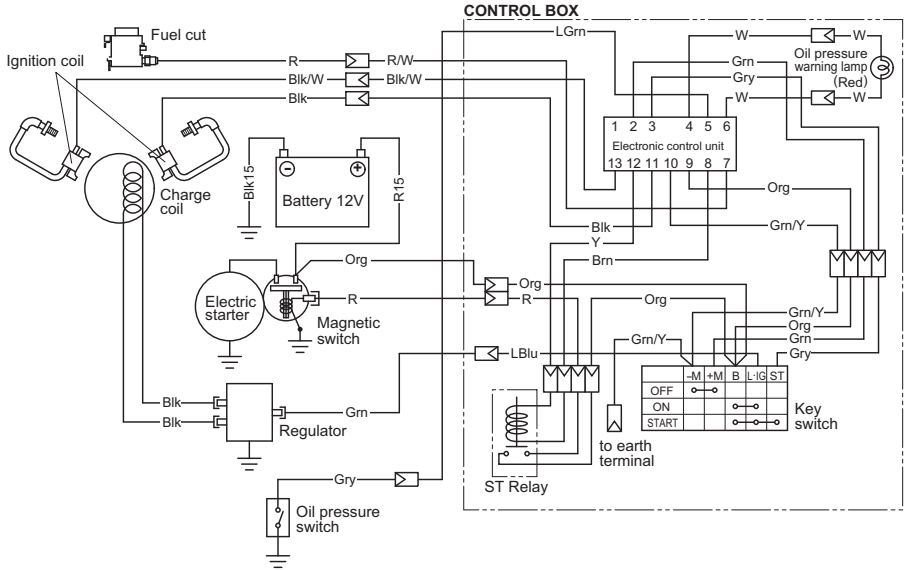 CONTROL BOX
Fuel cut
LGrn
W
W
Ignition coil
R
R/W
Grn
Oil pressure
warning lamp
(Red)
Blk/W
Blk/W
Gry
Blk
W
W
1 2 3 4 5 6
Electronic control unit
13 12 11 10 9 8 7
Blk15
Battery 12V
R15
Charge
coil
Org
Blk
Grn/Y
Y
Brn
Org
Org
R
Org
Electric
starter
R
Magnetic
switch
Grn/Y
Org
Grn
Gry
Grn/Y
LBlu
–M +M B L·IG ST
OFF
ON
START
Key
switch
Blk
Blk
Grn
Regulator
to earth
terminal
ST Relay
Gry
Oil pressure
switch